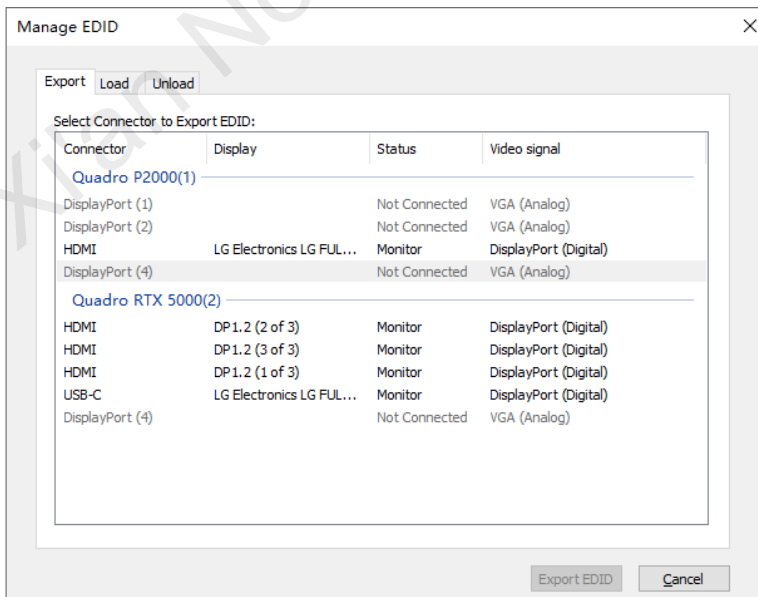 Manage EDID
Export Load Unload
Select Connector to Export EDID:
Connector Display Status Video signal
Quadro P2000(1)
DisplayPort (1) Not Connected VGA (Analog)
DisplayPort (2) Not Connected VGA (Analog)
HDMI LG Electronics LG FUL... Monitor DisplayPort (Digital)
DisplayPort (4) Not Connected VGA (Analog)
Quadro RTX 5000(2)
HDMI DP1.2 (2 of 3) Monitor DisplayPort (Digital)
HDMI DP1.2 (3 of 3) Monitor DisplayPort (Digital)
HDMI DP1.2 (1 of 3) Monitor DisplayPort (Digital)
USB-C LG Electronics LG FUL... Monitor DisplayPort (Digital)
DisplayPort (4) Not Connected VGA (Analog)
Export EDID Cancel
Xi'an No